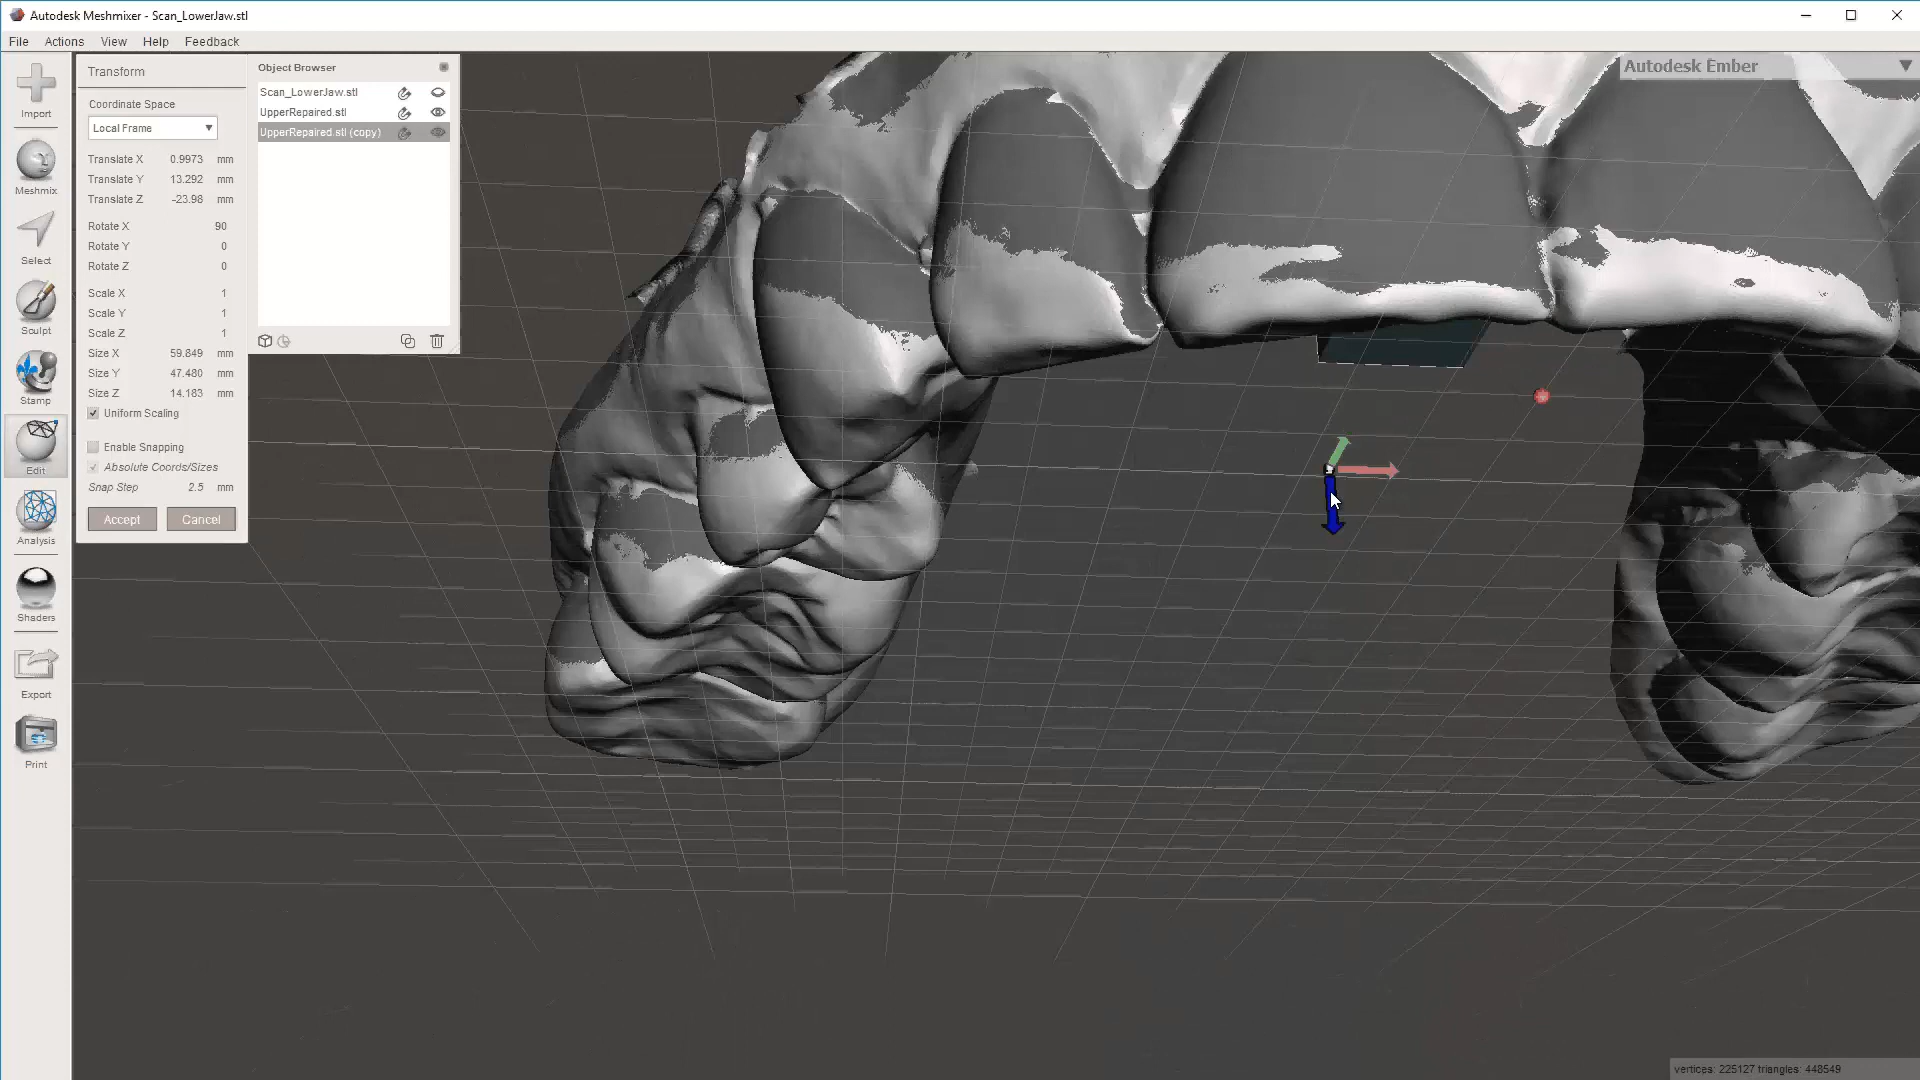 Autodesk Meshmixer - Scan_LowerJaw.stl
File Actions View Help Feedback
Import
Meshmix
Select
Sculpt
Stamp
Edit
Analysis
Shaders
Export
Print
Transform
Coordinate Space
Local Frame
Translate X 0.9973 mm
Translate Y 13.292 mm
Translate Z -23.98 mm
Rotate X 90
Rotate Y 0
Rotate Z 0
Scale X 1
Scale Y 1
Scale Z 1
Size X 59.849 mm
Size Y 47.480 mm
Size Z 14.183 mm
Uniform Scaling
Enable Snapping
Absolute Coords/Sizes
Snap Step 2.5 mm
Accept Cancel
Object Browser
Scan_LowerJaw.stl
UpperRepaired.stl
UpperRepaired.stl (copy)
Autodesk Ember
vertices: 225127 triangles: 448549